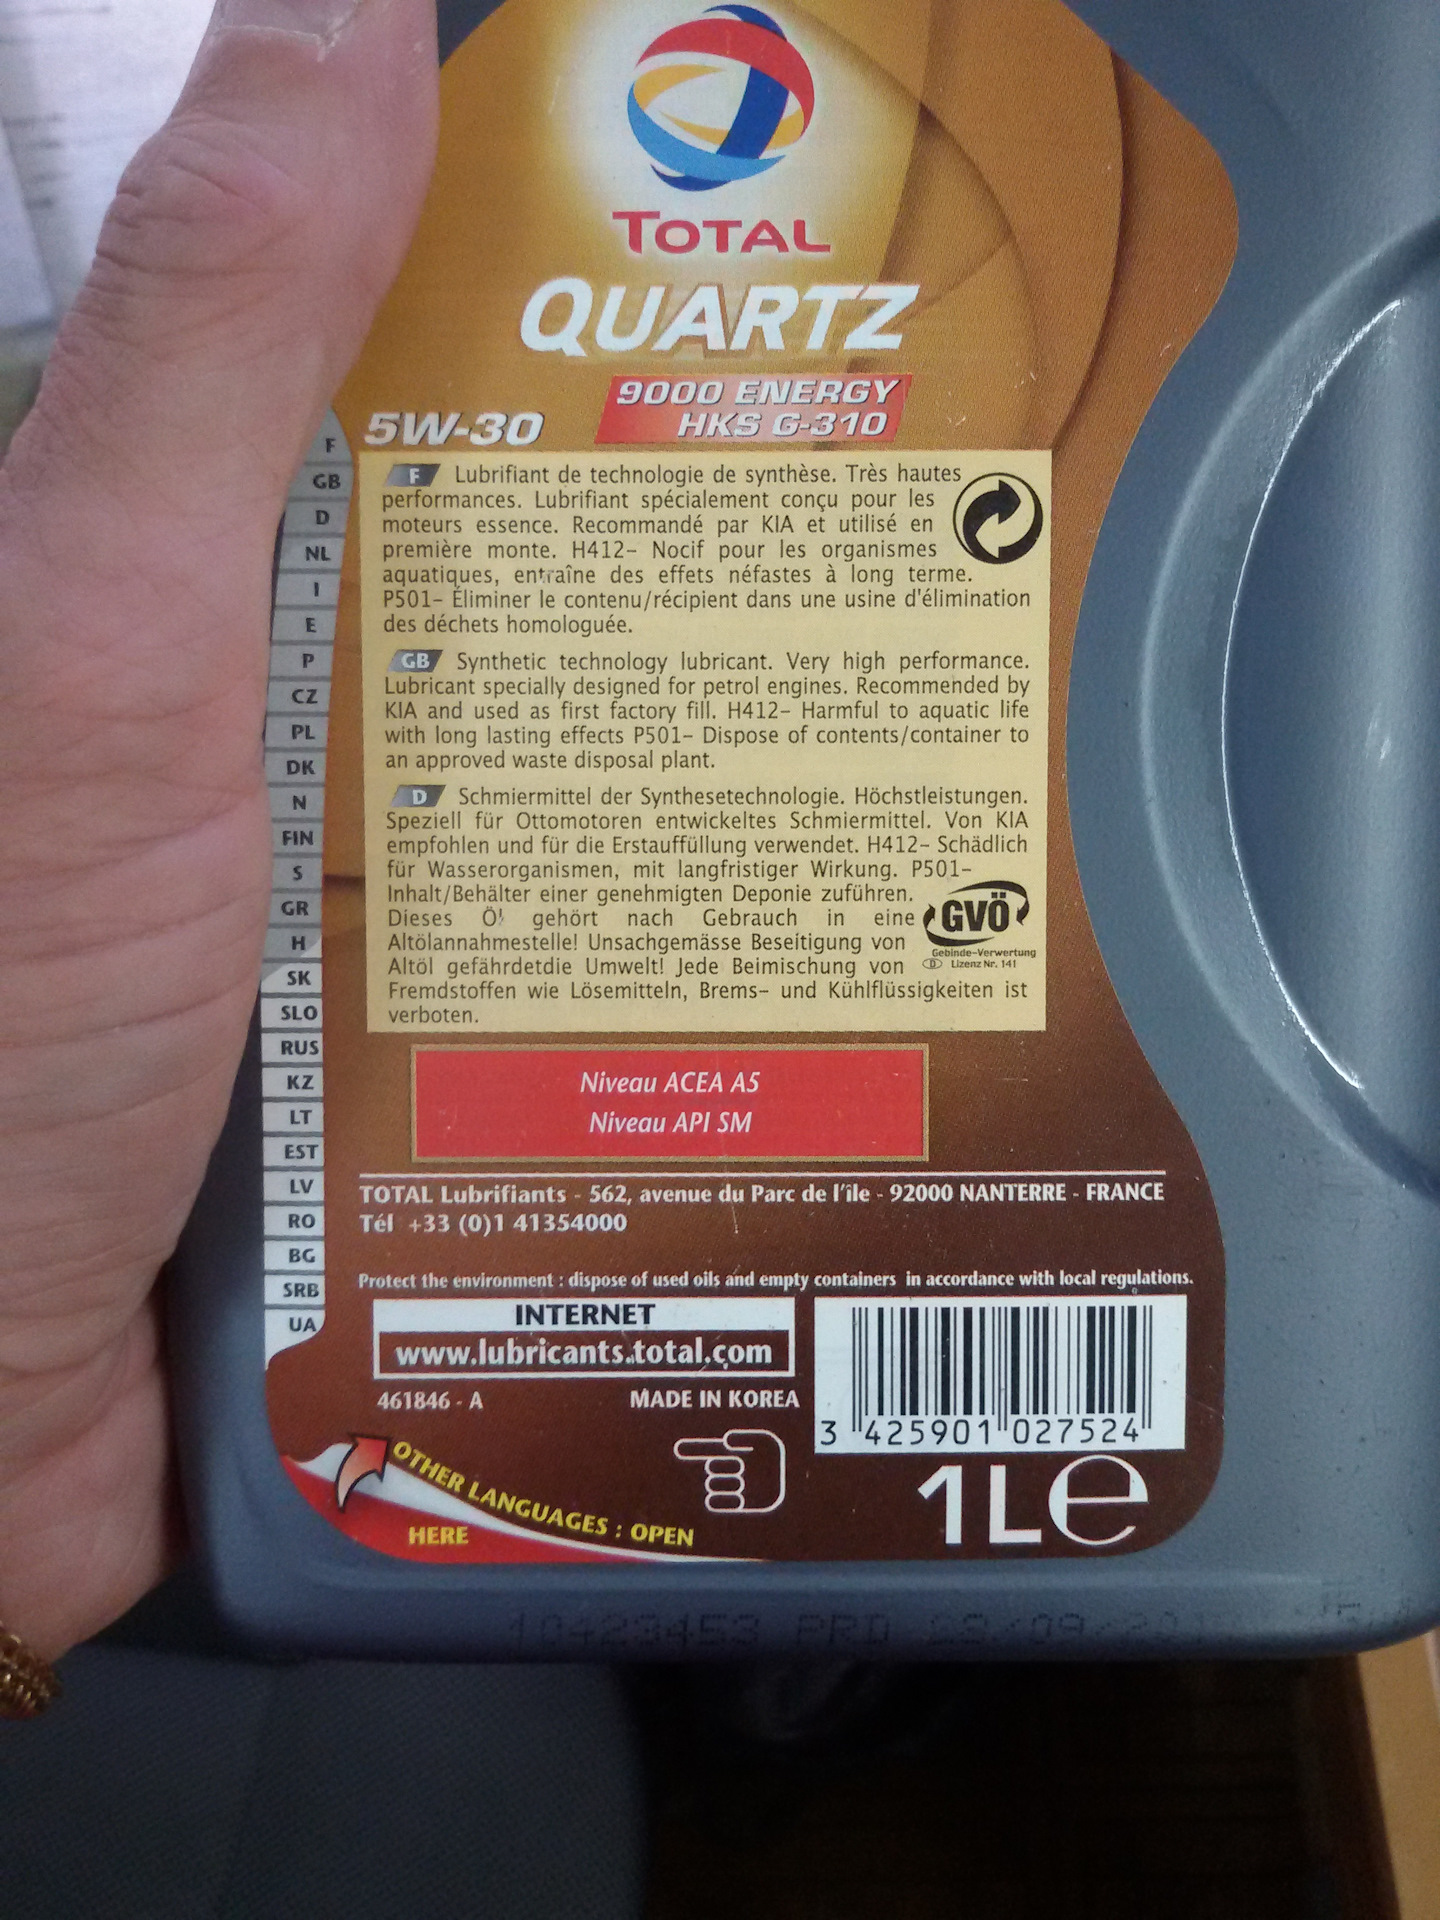 TOTAL
QUARTZ
9000 ENERGY
HKS G-310
5W-30
F
GB
D
NL
I
E
P
CZ
PL
DK
N
FIN
S
GR
H
SK
SLO
RUS
KZ
LT
EST
LV
RO
BG
SRB
UA
F Lubrifiant de technologie de synthèse. Très hautes
performances. Lubrifiant spécialement conçu pour les
moteurs essence. Recommandé par KIA et utilisé en
première monte. H412- Nocif pour les organismes
aquatiques, entraîne des effets néfastes à long terme.
P501- Éliminer le contenu/récipient dans une usine d'élimination
des déchets homologuée.
GB Synthetic technology lubricant. Very high performance.
Lubricant specially designed for petrol engines. Recommended by
KIA and used as first factory fill. H412- Harmful to aquatic life
with long lasting effects P501- Dispose of contents/container to
an approved waste disposal plant.
D Schmiermittel der Synthesetechnologie. Höchstleistungen.
Speziell für Ottomotoren entwickeltes Schmiermittel. Von KIA
empfohlen und für die Erstauffüllung verwendet. H412- Schädlich
für Wasserorganismen, mit langfristiger Wirkung. P501-
Inhalt/Behälter einer genehmigten Deponie zuführen.
Dieses Öl gehört nach Gebrauch in eine
Altölannahmestelle! Unsachgemässe Beseitigung von
Altöl gefährdetdie Umwelt! Jede Beimischung von
Fremdstoffen wie Lösemitteln, Brems- und Kühlflüssigkeiten ist
verboten.
GVÖ
Gebinde-Verwertung
D Lizenz Nr. 141
Niveau ACEA A5
Niveau API SM
TOTAL Lubrifiants - 562, avenue du Parc de l'île - 92000 NANTERRE - FRANCE
Tél +33 (0)1 41354000
Protect the environment : dispose of used oils and empty containers in accordance with local regulations.
INTERNET
www.lubricants.total.com
461846 - A MADE IN KOREA
3 425901 027524
OTHER LANGUAGES : OPEN
HERE
1L e
10423453 PRD 22/09/